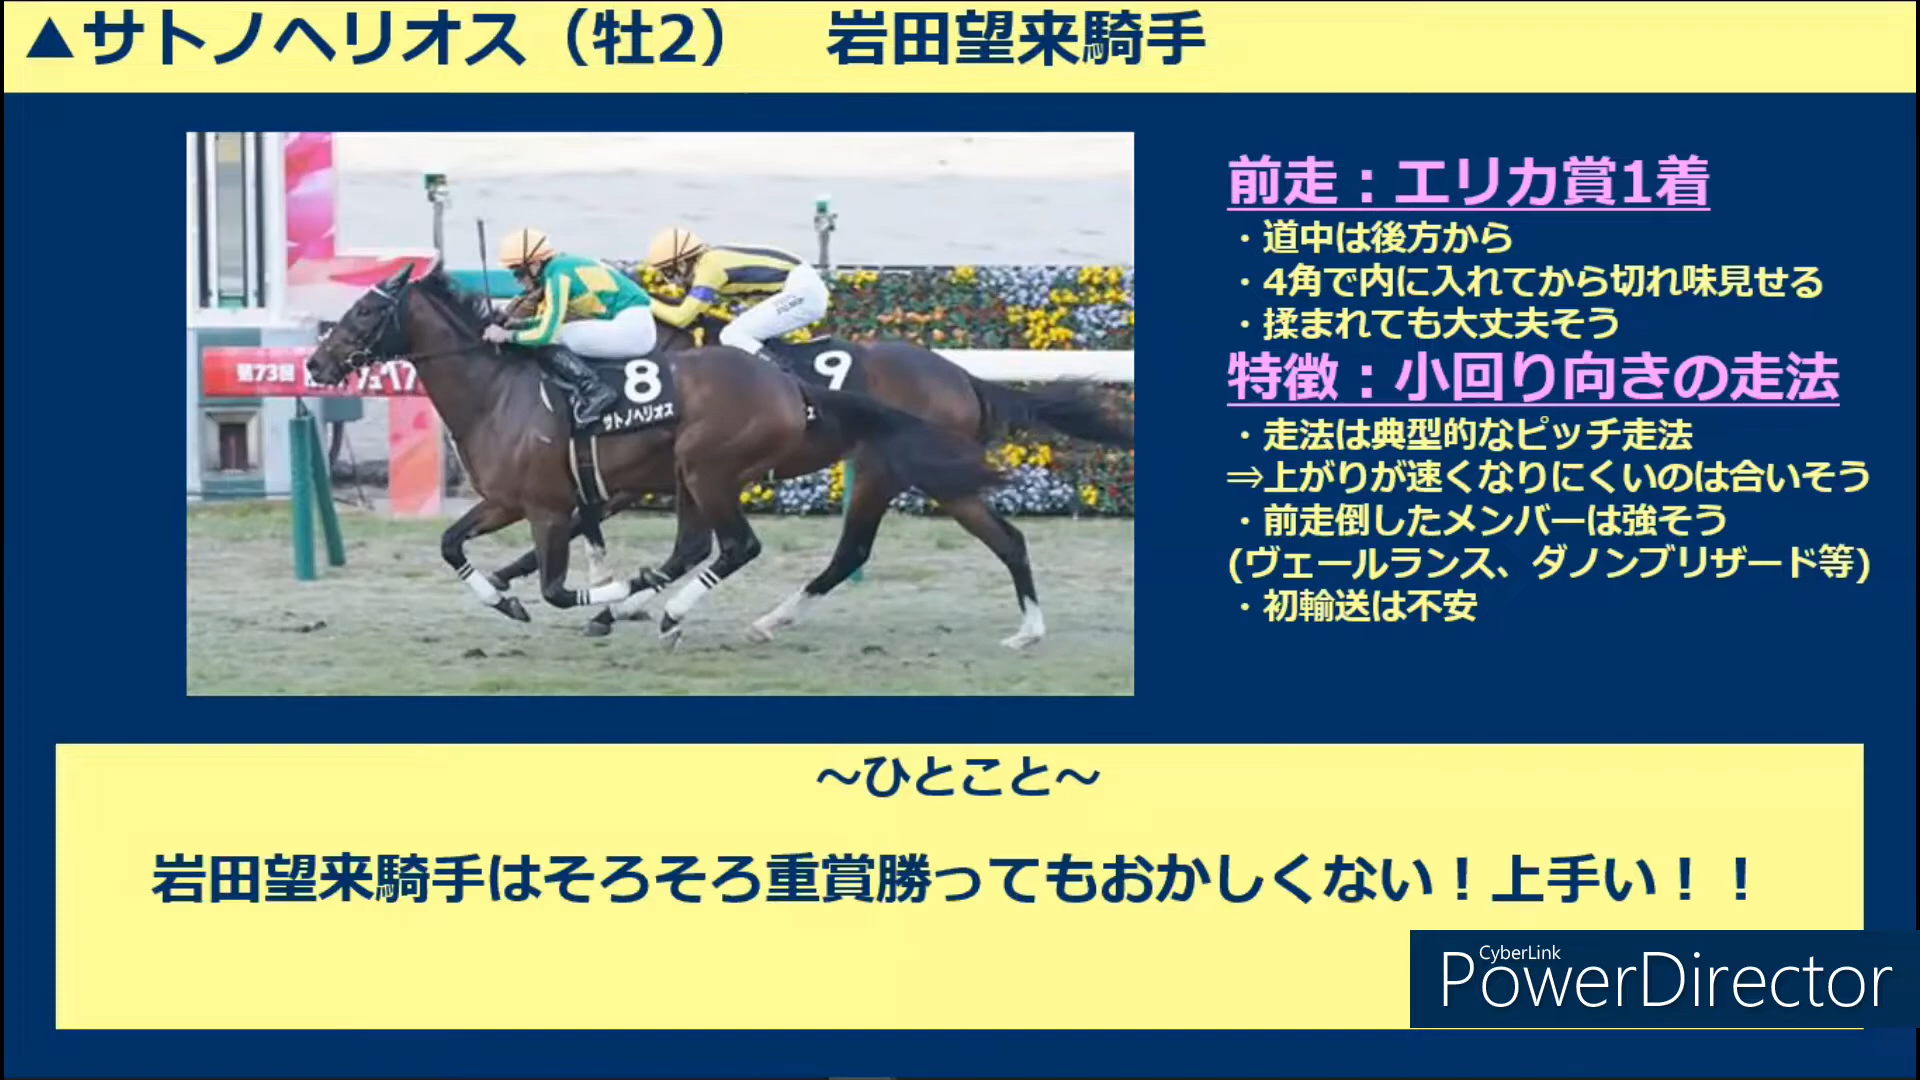 ▲サトノヘリオス（牡2）　岩田望来騎手
前走：エリカ賞1着
・道中は後方から
・4角で内に入れてから切れ味見せる
・揉まれても大丈夫そう
特徴：小回り向きの走法
・走法は典型的なピッチ走法
⇒上がりが速くなりにくいのは合いそう
・前走倒したメンバーは強そう
(ヴェールランス、ダノンブリザード等)
・初輸送は不安
第73回
8
サトノヘリオス
9
～ひとこと～
岩田望来騎手はそろそろ重賞勝ってもおかしくない！上手い！！
CyberLink
PowerDirector